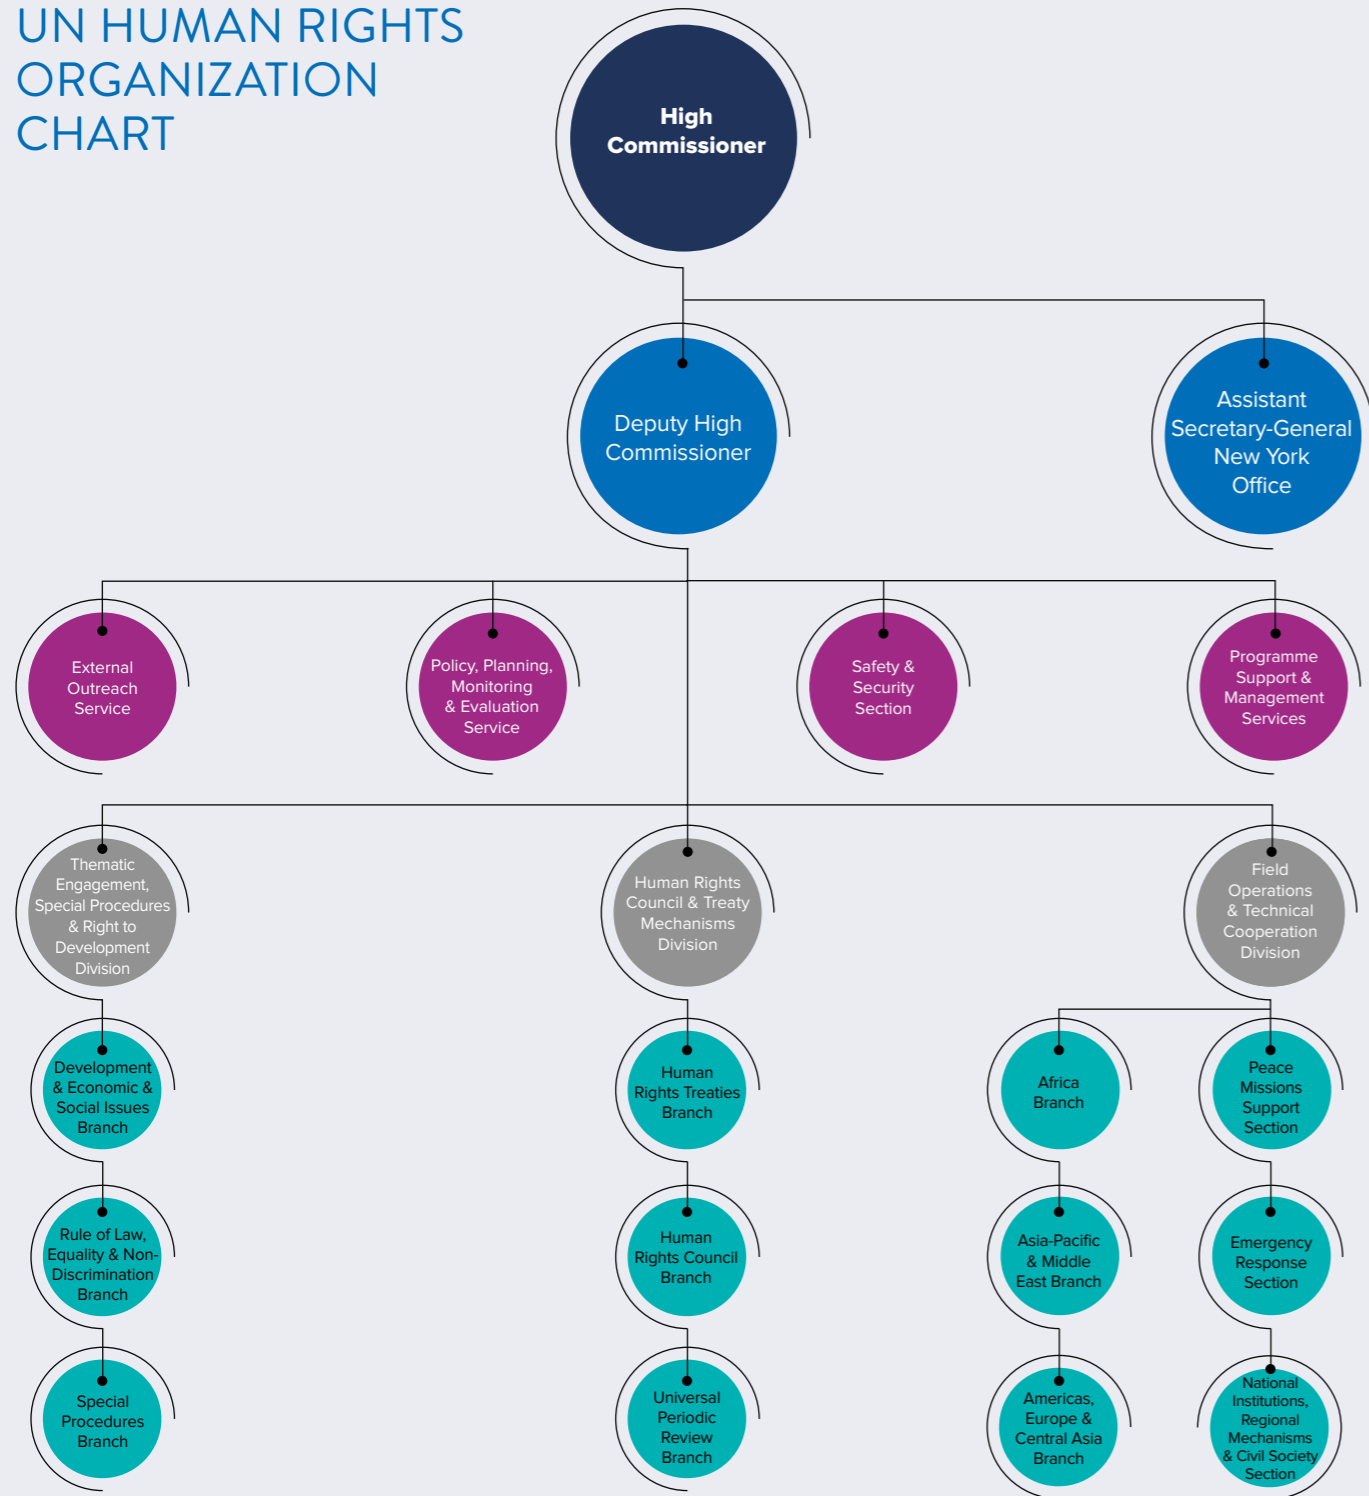 UN HUMAN RIGHTS
ORGANIZATION
CHART
High
Commissioner
Deputy High
Commissioner
Assistant
Secretary-General
New York
Office
External
Outreach
Service
Policy, Planning,
Monitoring
& Evaluation
Service
Safety &
Security
Section
Programme
Support &
Management
Services
Thematic
Engagement,
Special Procedures
& Right to
Development
Division
Human Rights
Council & Treaty
Mechanisms
Division
Field
Operations
& Technical
Cooperation
Division
Development
& Economic &
Social Issues
Branch
Human
Rights Treaties
Branch
Africa
Branch
Peace
Missions
Support
Section
Rule of Law,
Equality & Non-
Discrimination
Branch
Human
Rights Council
Branch
Asia-Pacific
& Middle
East Branch
Emergency
Response
Section
Special
Procedures
Branch
Universal
Periodic
Review
Branch
Americas,
Europe &
Central Asia
Branch
National
Institutions,
Regional
Mechanisms
& Civil Society
Section